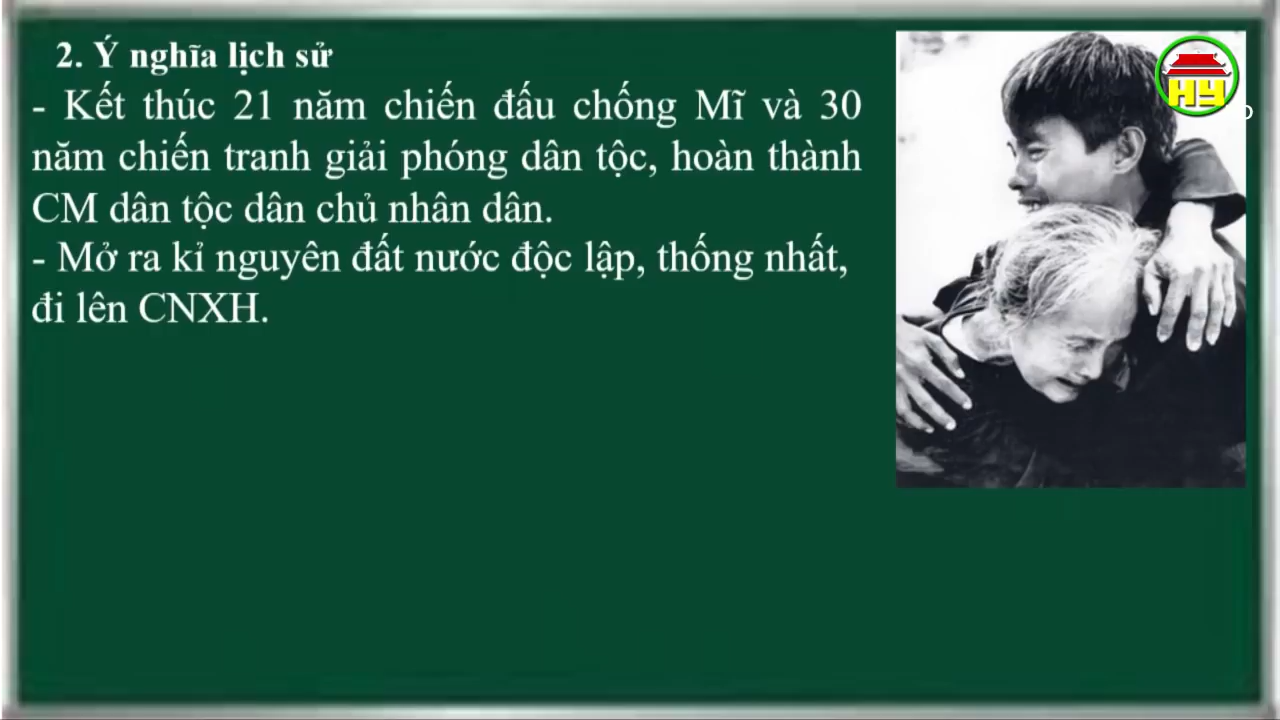 2. Ý nghĩa lịch sử
- Kết thúc 21 năm chiến đấu chống Mĩ và 30
năm chiến tranh giải phóng dân tộc, hoàn thành
CM dân tộc dân chủ nhân dân.
- Mở ra kỉ nguyên đất nước độc lập, thống nhất,
đi lên CNXH.
HY